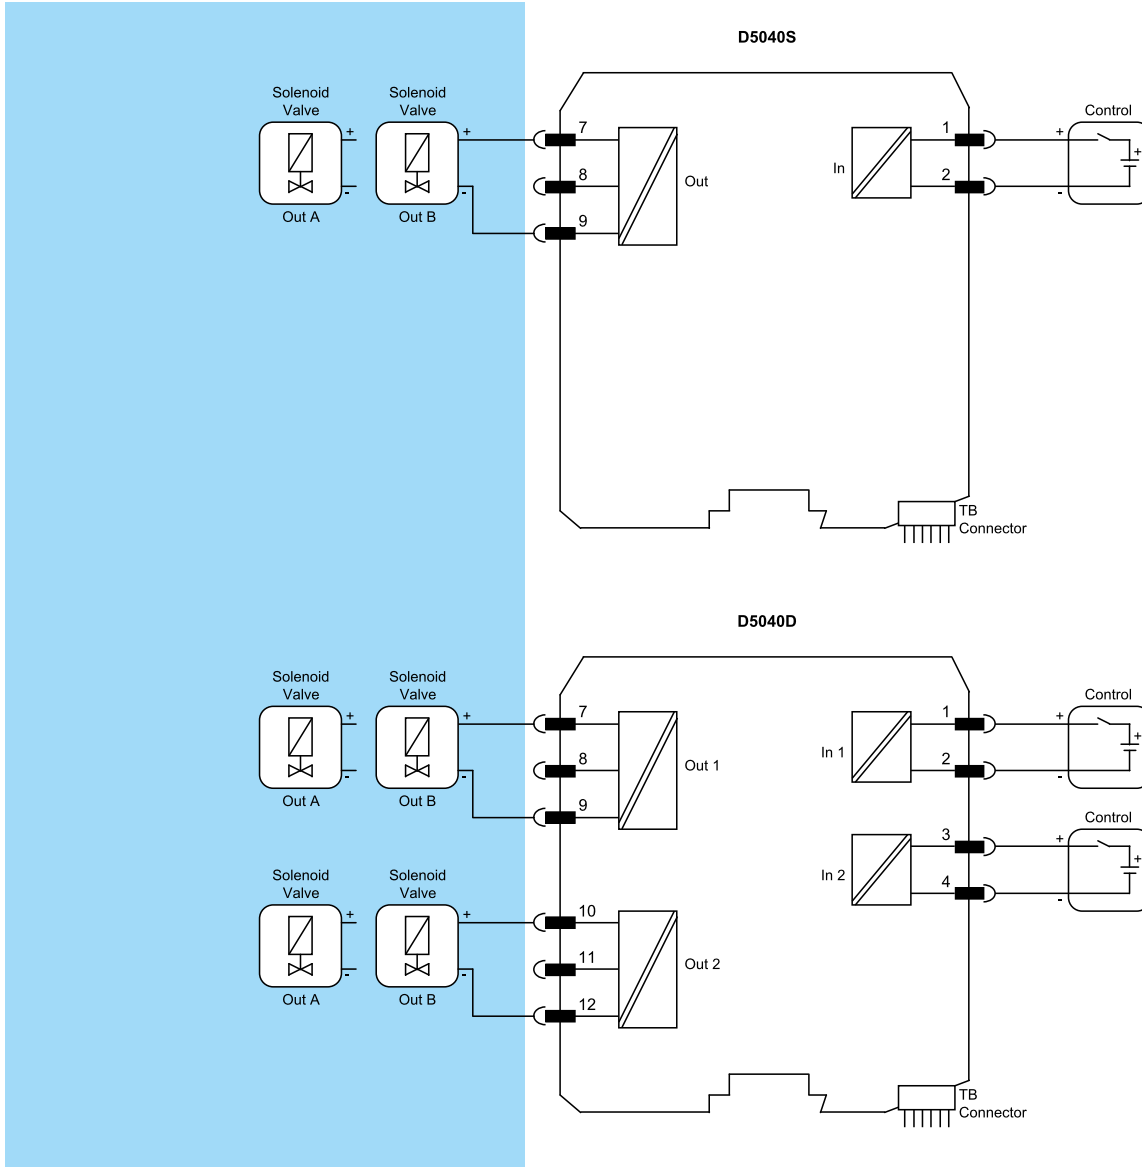 D5040S
Solenoid
Valve
Solenoid
Valve
Control
+
+
7
1
+
+
In
8
Out
2
-
-
-
Out A
Out B
9
TB
Connector
D5040D
Solenoid
Valve
Solenoid
Valve
Control
+
+
7
1
+
+
In 1
8
Out 1
2
-
-
-
Out A
Out B
9
Control
3
+
+
In 2
4
-
Solenoid
Valve
Solenoid
Valve
+
+
10
11
Out 2
-
-
Out A
Out B
12
TB
Connector